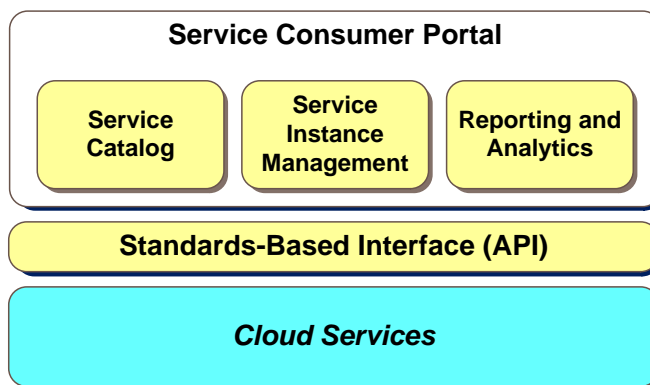 Service Consumer Portal
Service
Catalog
Service
Instance
Management
Reporting and
Analytics
Standards-Based Interface (API)
Cloud Services